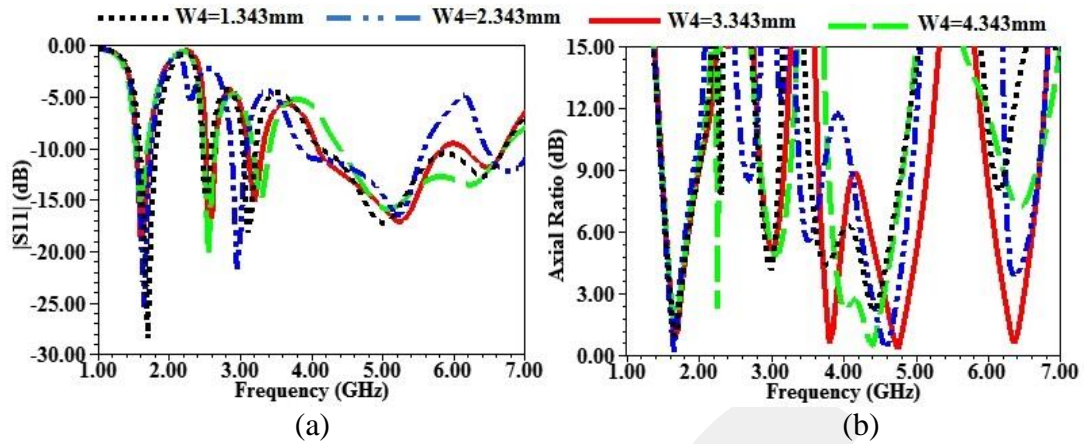 W4=1.343mm W4=2.343mm W4=3.343mm W4=4.343mm
0.00
-5.00
-10.00
-15.00
-20.00
-25.00
-30.00
|S11| (dB)
1.00 2.00 3.00 4.00 5.00 6.00 7.00
Frequency (GHz)
(a)
15.00
12.00
9.00
6.00
3.00
0.00
Axial Ratio (dB)
1.00 2.00 3.00 4.00 5.00 6.00 7.00
Frequency (GHz)
(b)